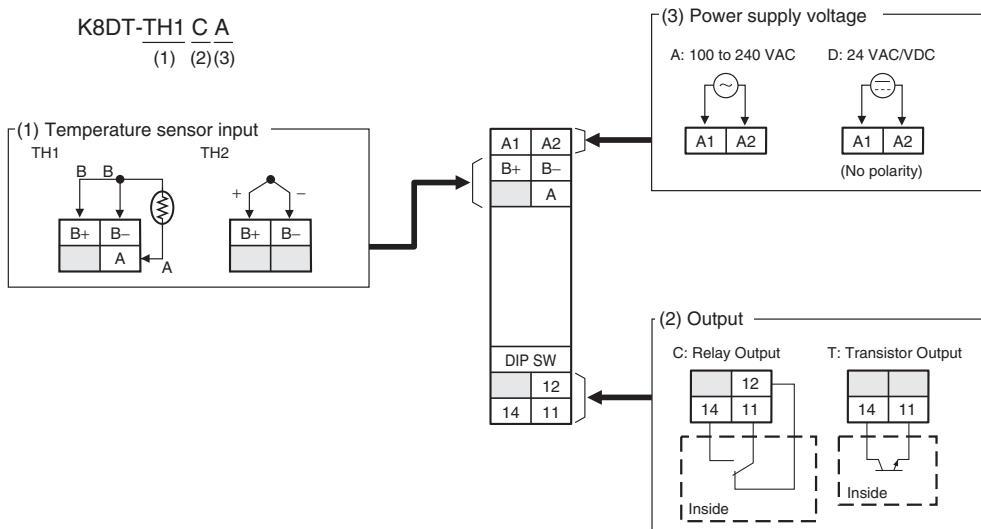 K8DT-TH1 C A
(1) (2)(3)
(1) Temperature sensor input
TH1
TH2
B B
B+ B−
A
A
+ −
B+ B−
A1 A2
B+ B−
A
DIP SW
12
14 11
(3) Power supply voltage
A: 100 to 240 VAC
D: 24 VAC/VDC
A1 A2
A1 A2
(No polarity)
(2) Output
C: Relay Output
T: Transistor Output
12
14 11
14 11
Inside
Inside